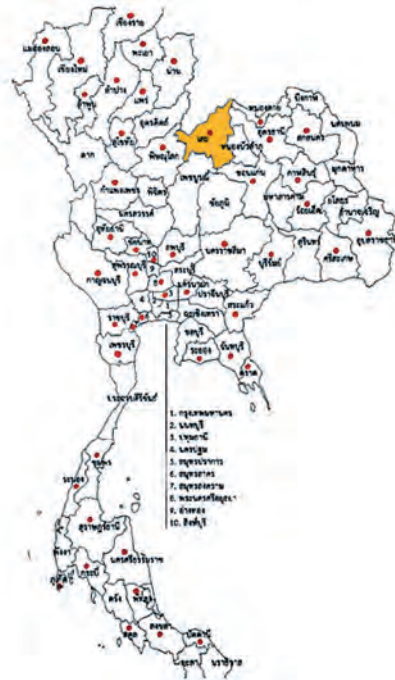 เชียงราย
แม่ฮ่องสอน
พะเยา
เชียงใหม่
น่าน
ลำปาง
ลำพูน
แพร่
อุตรดิตถ์
สุโขทัย
ตาก
พิษณุโลก
เลย
หนองบัวลำภู
หนองคาย
บึงกาฬ
อุดรธานี
สกลนคร
นครพนม
มุกดาหาร
กาฬสินธุ์
ขอนแก่น
เพชรบูรณ์
กำแพงเพชร
พิจิตร
ชัยภูมิ
มหาสารคาม
ร้อยเอ็ด
ยโสธร
อำนาจเจริญ
อุบลราชธานี
นครสวรรค์
อุทัยธานี
ชัยนาท
ลพบุรี
นครราชสีมา
บุรีรัมย์
สุรินทร์
ศรีสะเกษ
สุพรรณบุรี
สระบุรี
กาญจนบุรี
นครนายก
ปราจีนบุรี
สระแก้ว
ฉะเชิงเทรา
ราชบุรี
ชลบุรี
เพชรบุรี
ระยอง
จันทบุรี
ตราด
ประจวบคีรีขันธ์
1. กรุงเทพมหานคร
2. นนทบุรี
3. ปทุมธานี
4. นครปฐม
5. สมุทรปราการ
6. สมุทรสาคร
7. สมุทรสงคราม
8. พระนครศรีอยุธยา
9. อ่างทอง
10. สิงห์บุรี
ชุมพร
ระนอง
สุราษฎร์ธานี
พังงา
ภูเก็ต
กระบี่
นครศรีธรรมราช
ตรัง
พัทลุง
สตูล
สงขลา
ปัตตานี
ยะลา
นราธิวาส